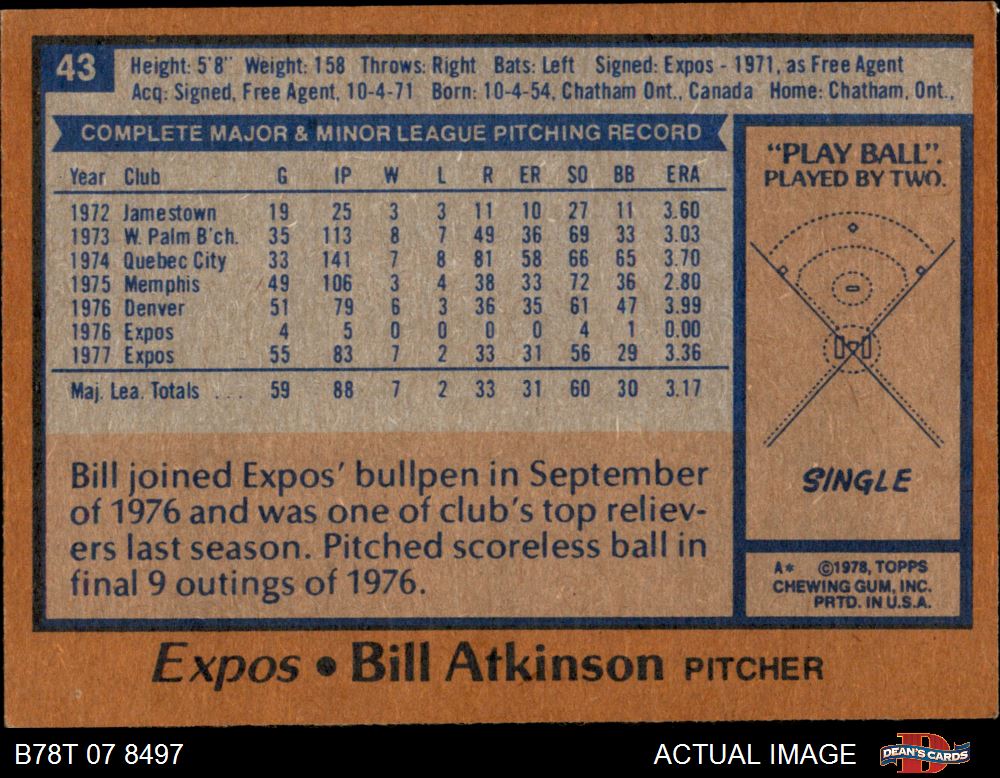 43
Height: 5'8" Weight: 158 Throws: Right Bats: Left Signed: Expos - 1971, as Free Agent
Acq: Signed, Free Agent, 10-4-71 Born: 10-4-54, Chatham Ont., Canada Home: Chatham, Ont.,
COMPLETE MAJOR & MINOR LEAGUE PITCHING RECORD
Year Club G IP W L R ER SO BB ERA
1972 Jamestown 19 25 3 3 11 10 27 11 3.60
1973 W. Palm B'ch. 35 113 8 7 49 36 69 33 3.03
1974 Quebec City 33 141 7 8 81 58 66 65 3.70
1975 Memphis 49 106 3 4 38 33 72 36 2.80
1976 Denver 51 79 6 3 36 35 61 47 3.99
1976 Expos 4 5 0 0 0 0 4 1 0.00
1977 Expos 55 83 7 2 33 31 56 29 3.36
Maj. Lea. Totals ... 59 88 7 2 33 31 60 30 3.17
Bill joined Expos' bullpen in September
of 1976 and was one of club's top reliev-
ers last season. Pitched scoreless ball in
final 9 outings of 1976.
"PLAY BALL".
PLAYED BY TWO.
SINGLE
A* ©1978, TOPPS
CHEWING GUM, INC.
PRTD. IN U.S.A.
Expos • Bill Atkinson PITCHER
B78T 07 8497
ACTUAL IMAGE
D
DEAN'S CARDS